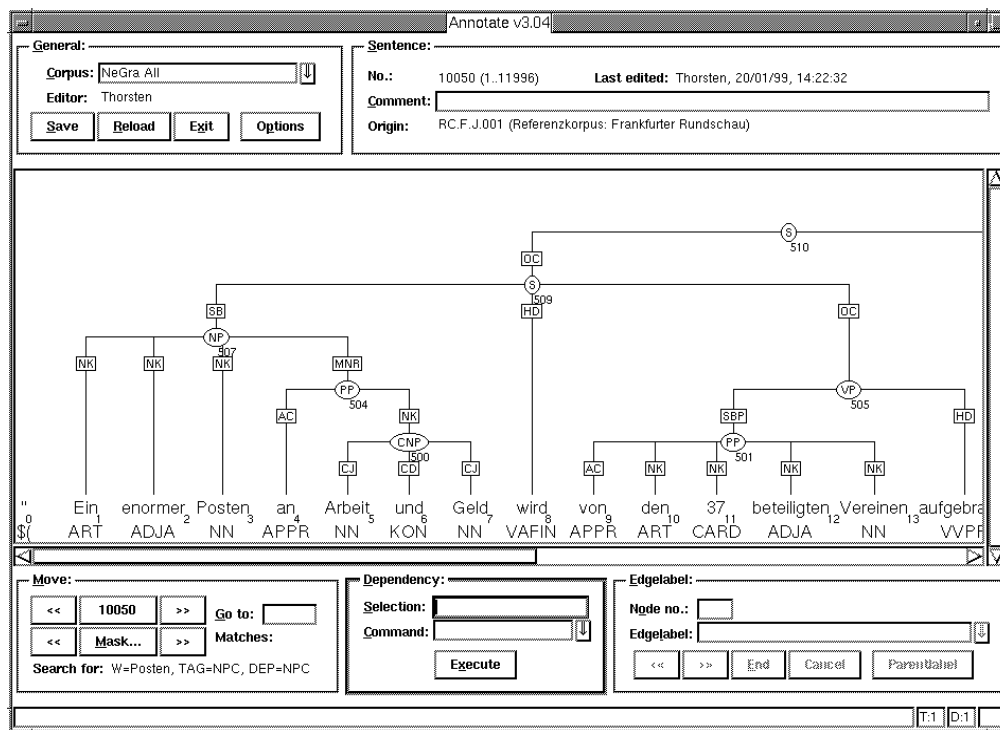 Annotate v3.04
General:
Corpus: NeGra All
Editor: Thorsten
Save Reload Exit Options
Sentence:
No.: 10050 (1..11996) Last edited: Thorsten, 20/01/99, 14:22:32
Comment:
Origin: RC.F.J.001 (Referenzkorpus: Frankfurter Rundschau)
S
510
OC
S
509
SB HD OC
NP
507
NK NK NK MNR
PP VP
504 505
AC NK SBP HD
CNP PP
500 501
CJ CD CJ AC NK NK NK NK
" Ein enormer Posten an Arbeit und Geld wird von den 37 beteiligten Vereinen aufgebra
0 1 2 3 4 5 6 7 8 9 10 11 12 13
$( ART ADJA NN APPR NN KON NN VAFIN APPR ART CARD ADJA NN VVPP
Move:
<< 10050 >> Go to:
<< Mask... >> Matches:
Search for: W=Posten, TAG=NPC, DEP=NPC
Dependency:
Selection:
Command:
Execute
Edgelabel:
Node no.:
Edgelabel:
<< >> End Cancel Parentlabel
T:1 D:1